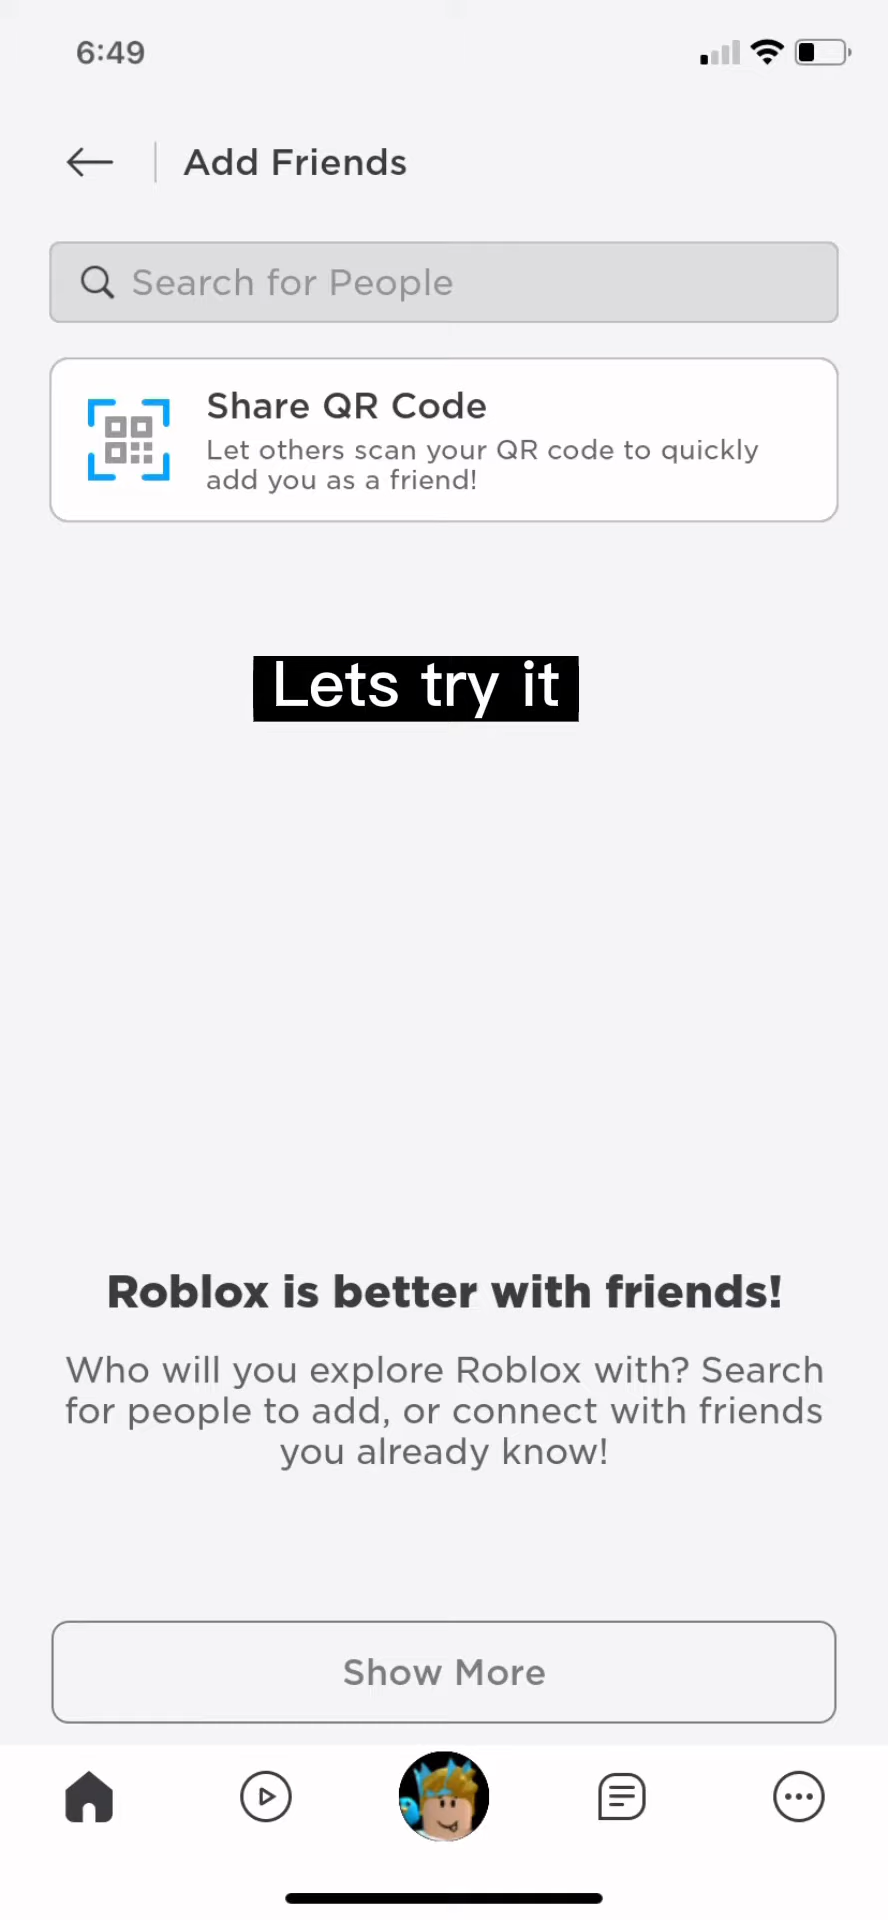 6:49
Add Friends
Search for People
Share QR Code
Let others scan your QR code to quickly
add you as a friend!
Lets try it
Roblox is better with friends!
Who will you explore Roblox with? Search
for people to add, or connect with friends
you already know!
Show More